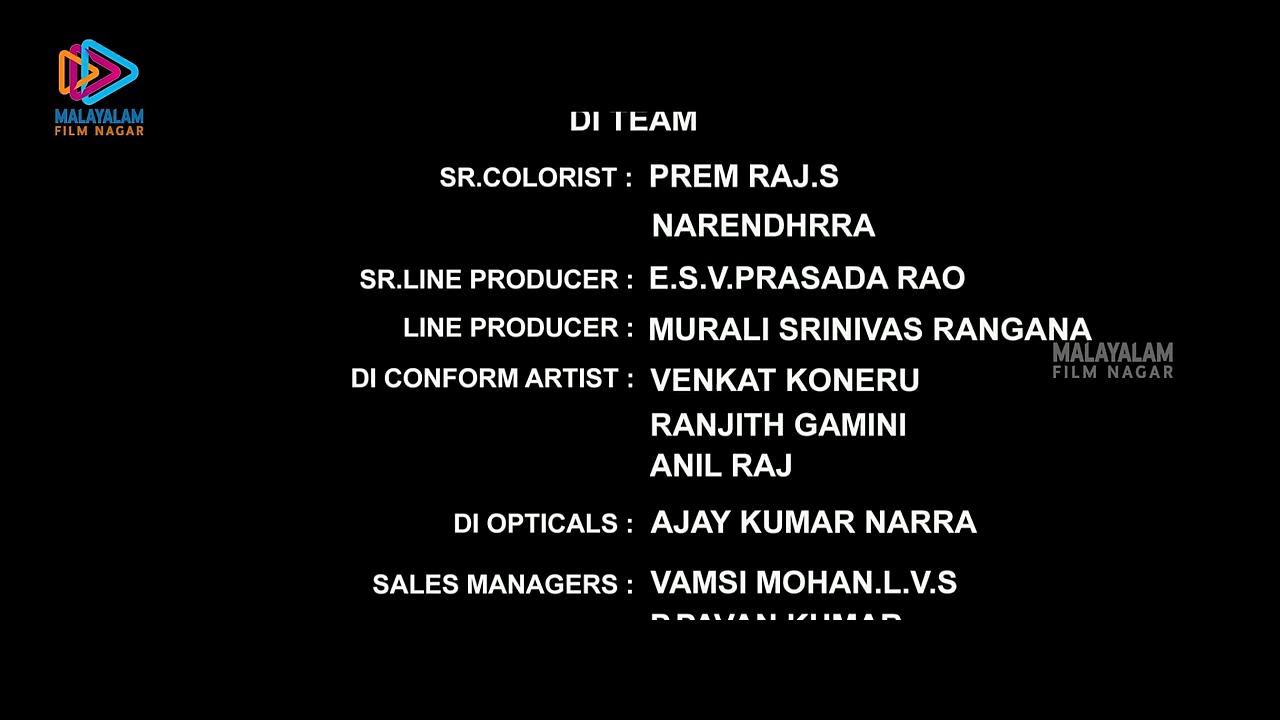 MALAYALAM
FILM NAGAR
DI TEAM
SR.COLORIST : PREM RAJ.S
NARENDHRRA
SR.LINE PRODUCER : E.S.V.PRASADA RAO
LINE PRODUCER : MURALI SRINIVAS RANGANA
MALAYALAM
FILM NAGAR
DI CONFORM ARTIST : VENKAT KONERU
RANJITH GAMINI
ANIL RAJ
DI OPTICALS : AJAY KUMAR NARRA
SALES MANAGERS : VAMSI MOHAN.L.V.S
P.PAVAN KUMAR